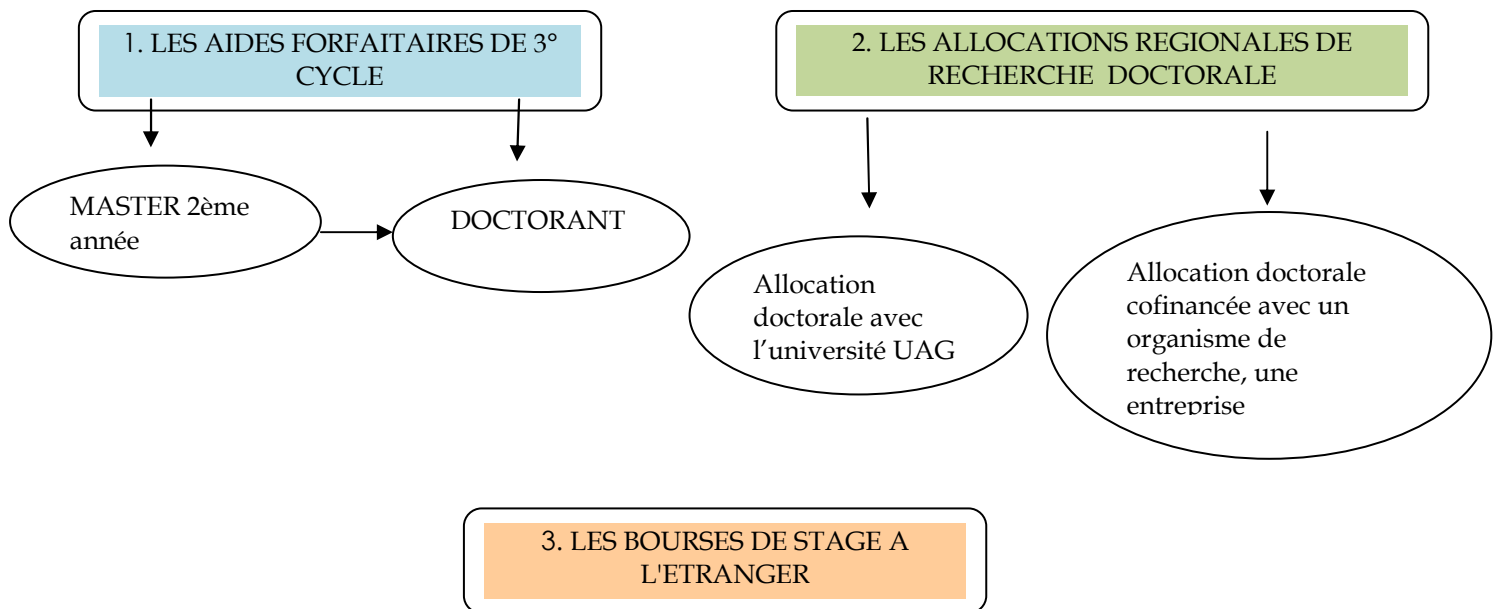 1. LES AIDES FORFAITAIRES DE 3°
CYCLE
2. LES ALLOCATIONS REGIONALES DE
RECHERCHE DOCTORALE
MASTER 2ème
année
DOCTORANT
Allocation
doctorale avec
l’université UAG
Allocation doctorale
cofinancée avec un
organisme de
recherche, une
entreprise
3. LES BOURSES DE STAGE A
L'ETRANGER